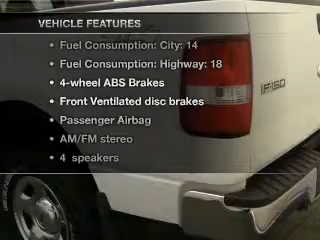 VEHICLE FEATURES
• Fuel Consumption: City: 14
• Fuel Consumption: Highway: 18
• 4-wheel ABS Brakes
• Front Ventilated disc brakes
• Passenger Airbag
• AM/FM stereo
• 4 speakers
F-150